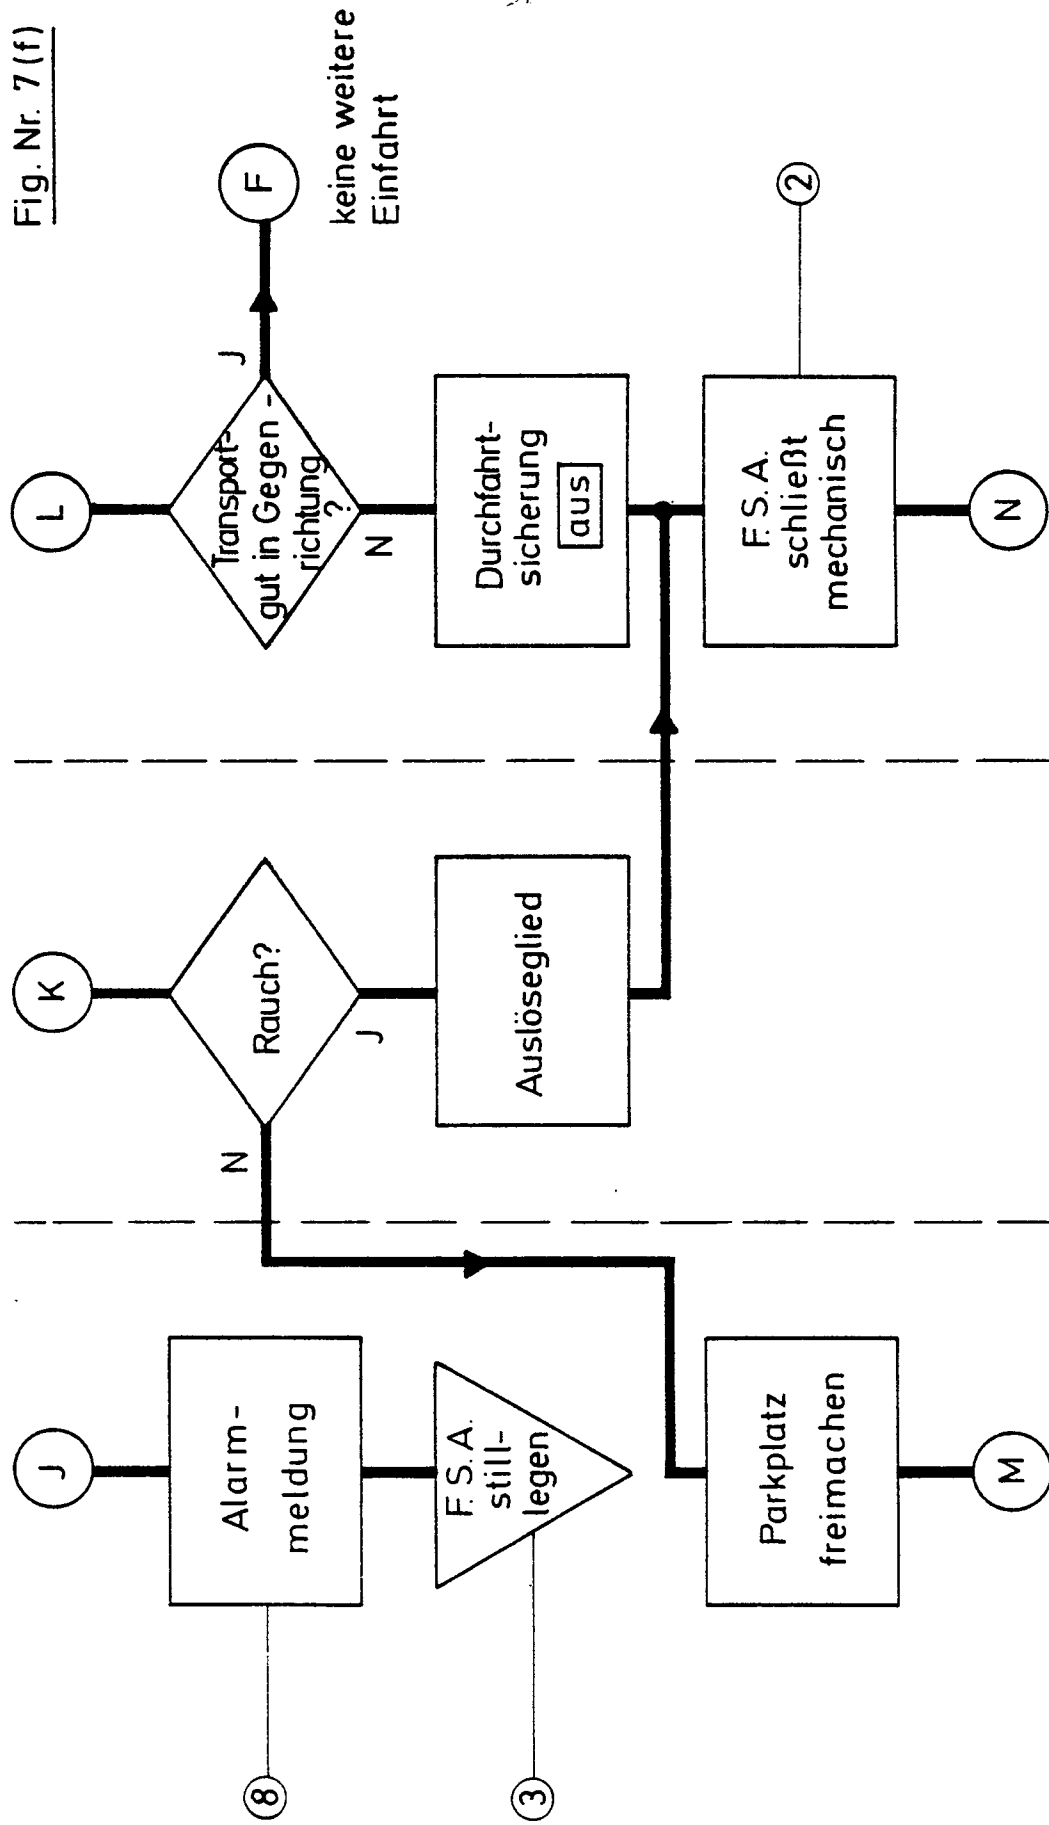 Fig. Nr. 7 (f)
J
Alarm-
meldung
8
F. S. A.
still-
legen
3
Parkplatz
freimachen
M
K
Rauch?
N
J
Auslöseglied
L
Transport-
gut in Gegen -
richtung
?
J
F
keine weitere
Einfahrt
N
Durchfahrt-
sicherung
aus
F. S. A.
schließt
mechanisch
2
N